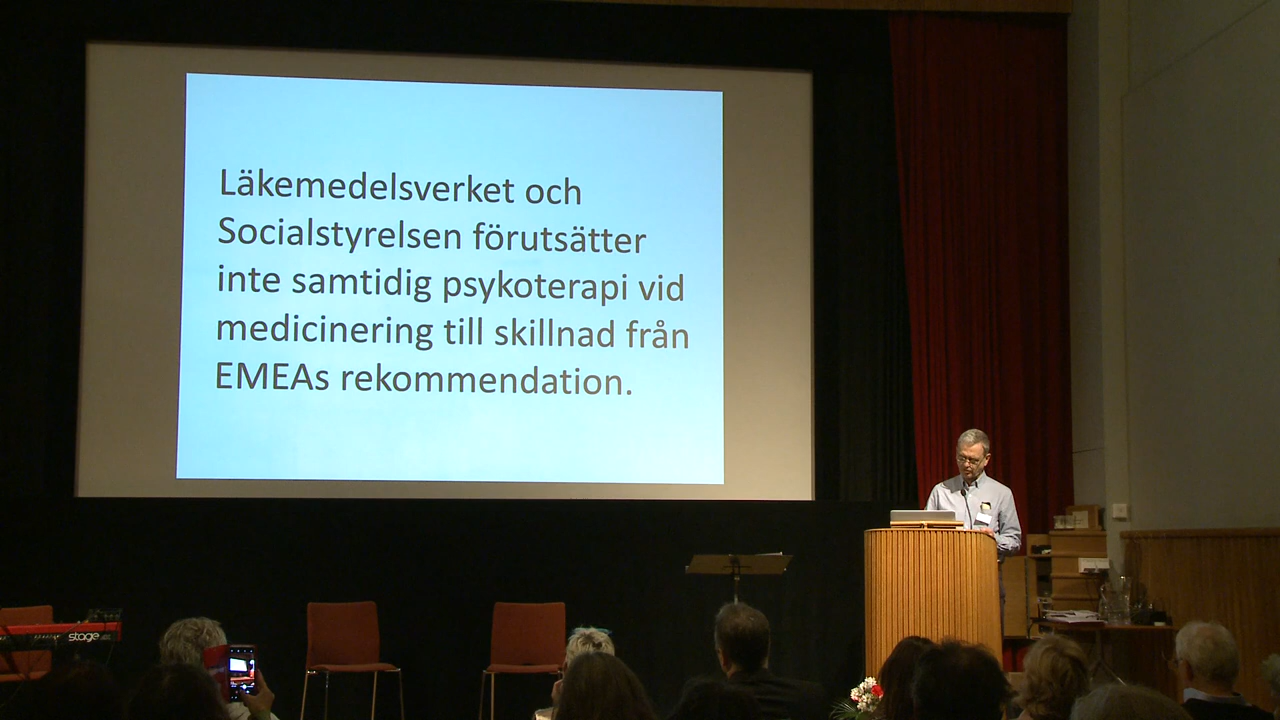 Läkemedelsverket och
Socialstyrelsen förutsätter
inte samtidig psykoterapi vid
medicinering till skillnad från
EMEAs rekommendation.
stage